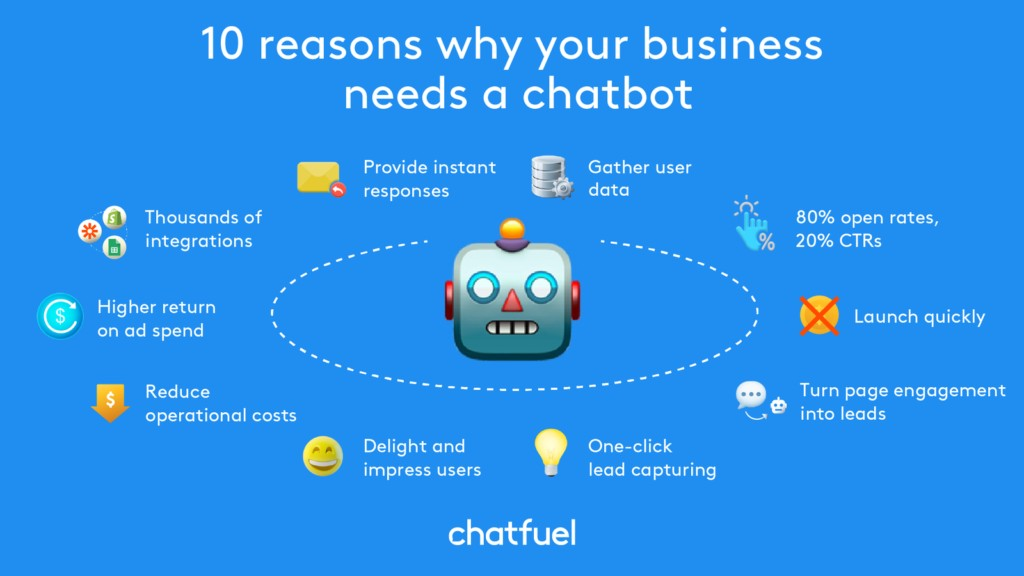 10 reasons why your business
needs a chatbot
Provide instant
responses
Gather user
data
Thousands of
integrations
80% open rates,
20% CTRs
Higher return
on ad spend
Launch quickly
Reduce
operational costs
Turn page engagement
into leads
Delight and
impress users
One-click
lead capturing
chatfuel